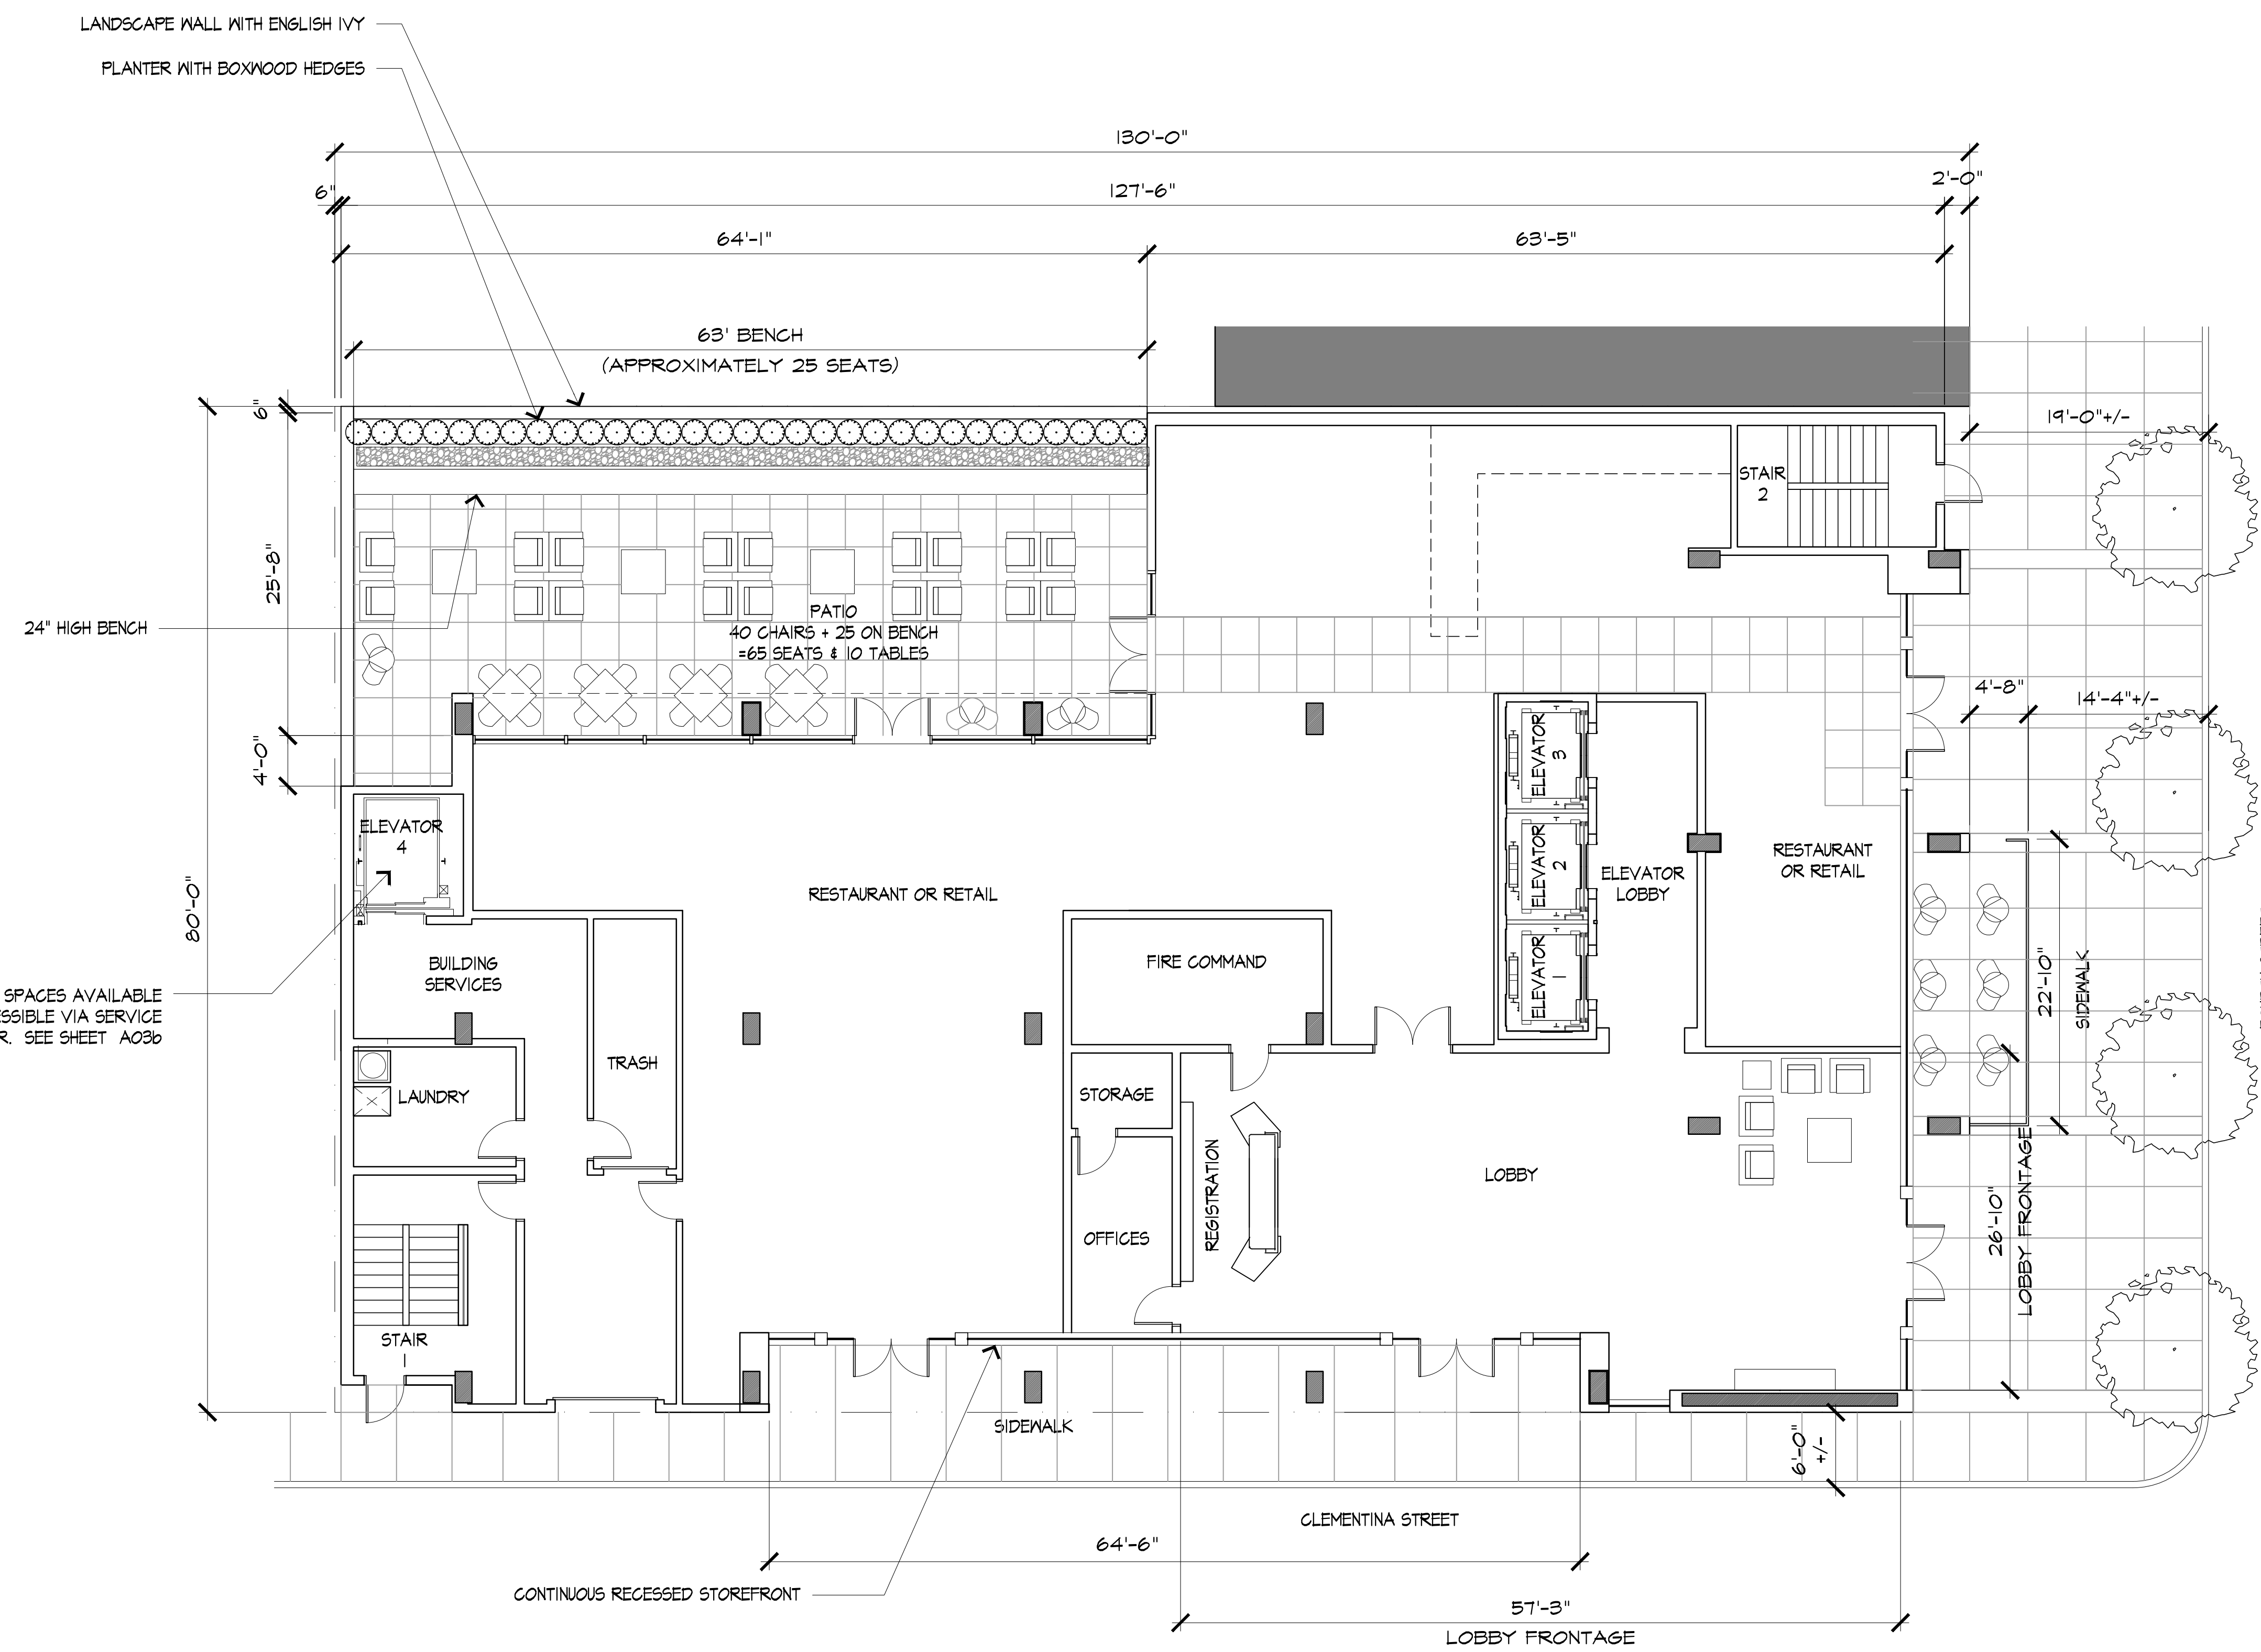 LANDSCAPE WALL WITH ENGLISH IVY
PLANTER WITH BOXWOOD HEDGES
130'-0"
6"
127'-6"
2'-0"
64'-1"
63'-5"
63' BENCH
(APPROXIMATELY 25 SEATS)
6"
19'-0"+/-
STAIR
2
25'-8"
24" HIGH BENCH
PATIO
40 CHAIRS + 25 ON BENCH
=65 SEATS & 10 TABLES
4'-8"
14'-4"+/-
4'-0"
ELEVATOR
3
ELEVATOR
4
ELEVATOR
2
ELEVATOR
LOBBY
RESTAURANT
OR RETAIL
80'-0"
RESTAURANT OR RETAIL
ELEVATOR
1
BUILDING
SERVICES
FIRE COMMAND
22'-10"
SIDEWALK
SPACES AVAILABLE
ESSIBLE VIA SERVICE
R. SEE SHEET A03b
TRASH
LAUNDRY
STORAGE
REGISTRATION
LOBBY
OFFICES
26'-10"
LOBBY FRONTAGE
STAIR
1
SIDEWALK
6'-0"
+/-
CLEMENTINA STREET
64'-6"
CONTINUOUS RECESSED STOREFRONT
57'-3"
LOBBY FRONTAGE